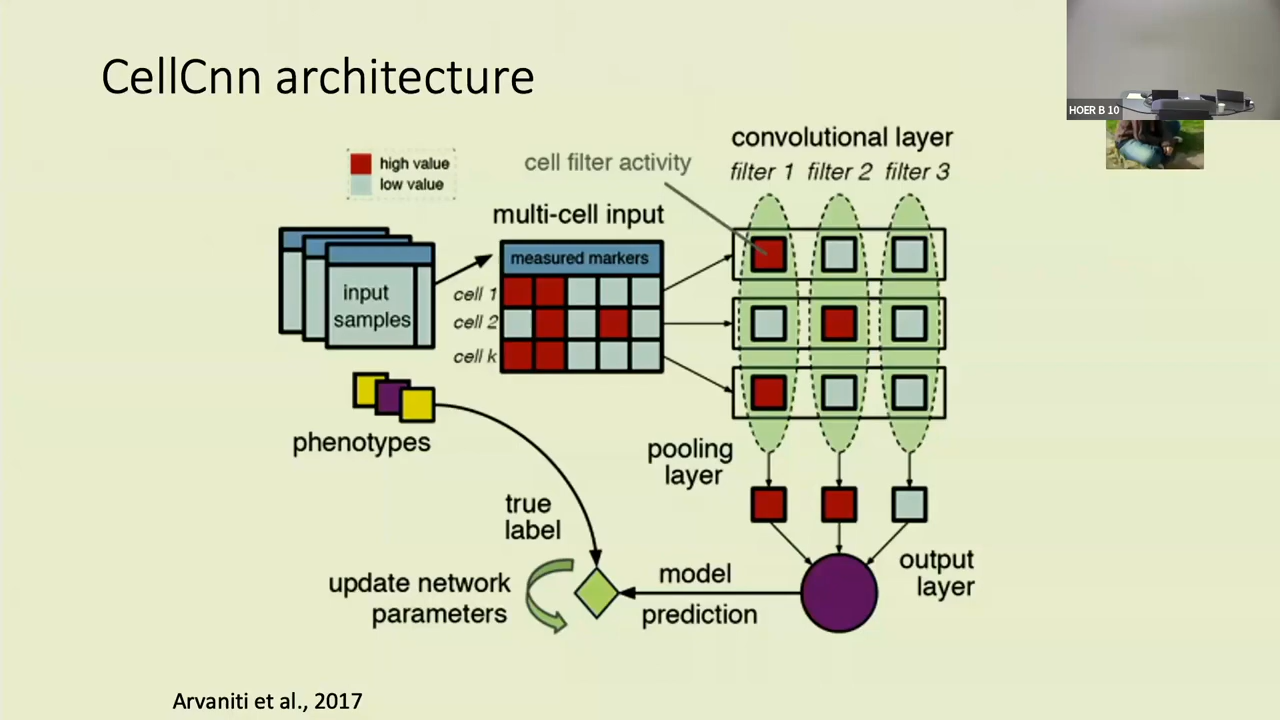 CellCnn architecture
HOER B 10
high value
low value
cell filter activity
convolutional layer
filter 1 filter 2 filter 3
multi-cell input
measured markers
cell 1
cell 2
cell k
input
samples
phenotypes
pooling
layer
true
label
update network
parameters
model
prediction
output
layer
Arvaniti et al., 2017